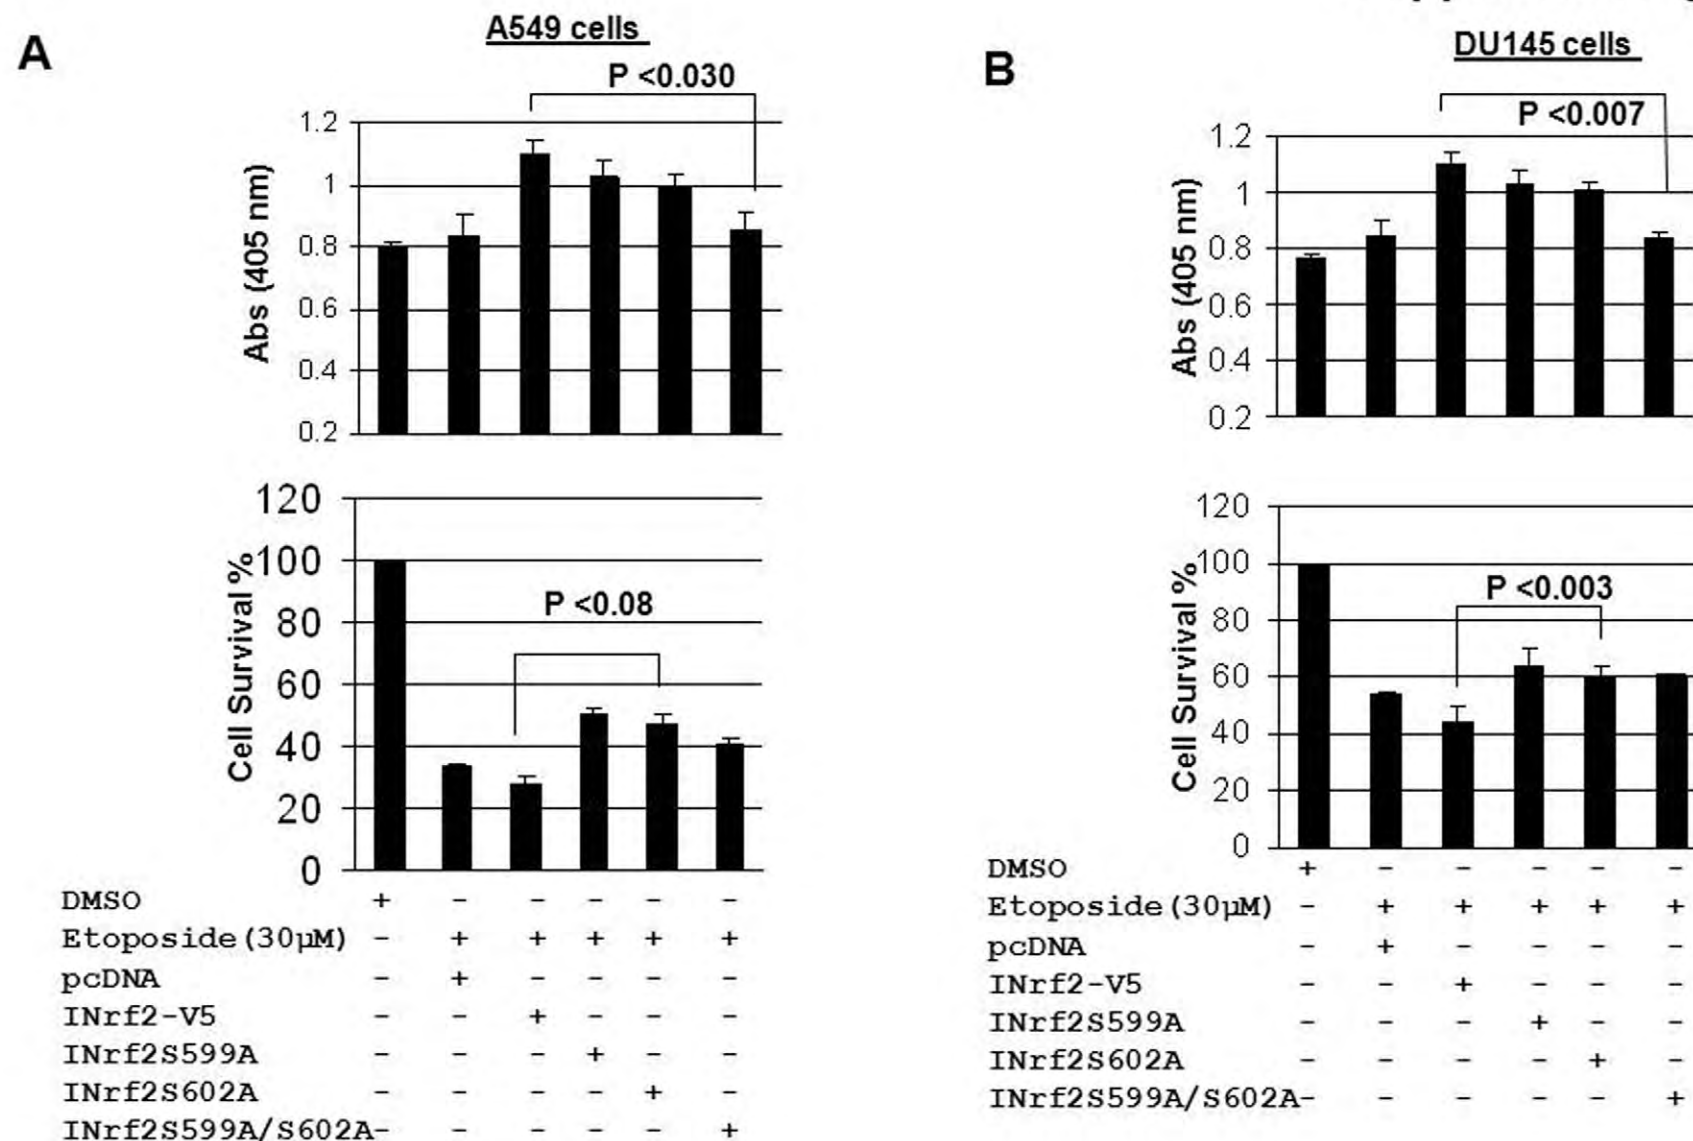 A
A549 cells
P <0.030
1.2
1
0.8
0.6
0.4
0.2
Abs (405 nm)
120
100
80
60
40
20
0
Cell Survival %
P <0.08
DMSO + - - - - -
Etoposide(30µM) - + + + + +
pcDNA - + - - - -
INrf2-V5 - - + - - -
INrf2S599A - - - + - -
INrf2S602A - - - - + -
INrf2S599A/S602A- - - - - +
B
DU145 cells
P <0.007
1.2
1
0.8
0.6
0.4
0.2
Abs (405 nm)
120
100
80
60
40
20
0
Cell Survival %
P <0.003
DMSO + - - - - -
Etoposide(30µM) - + + + + +
pcDNA - + - - - -
INrf2-V5 - - + - - -
INrf2S599A - - - + - -
INrf2S602A - - - - + -
INrf2S599A/S602A- - - - - +